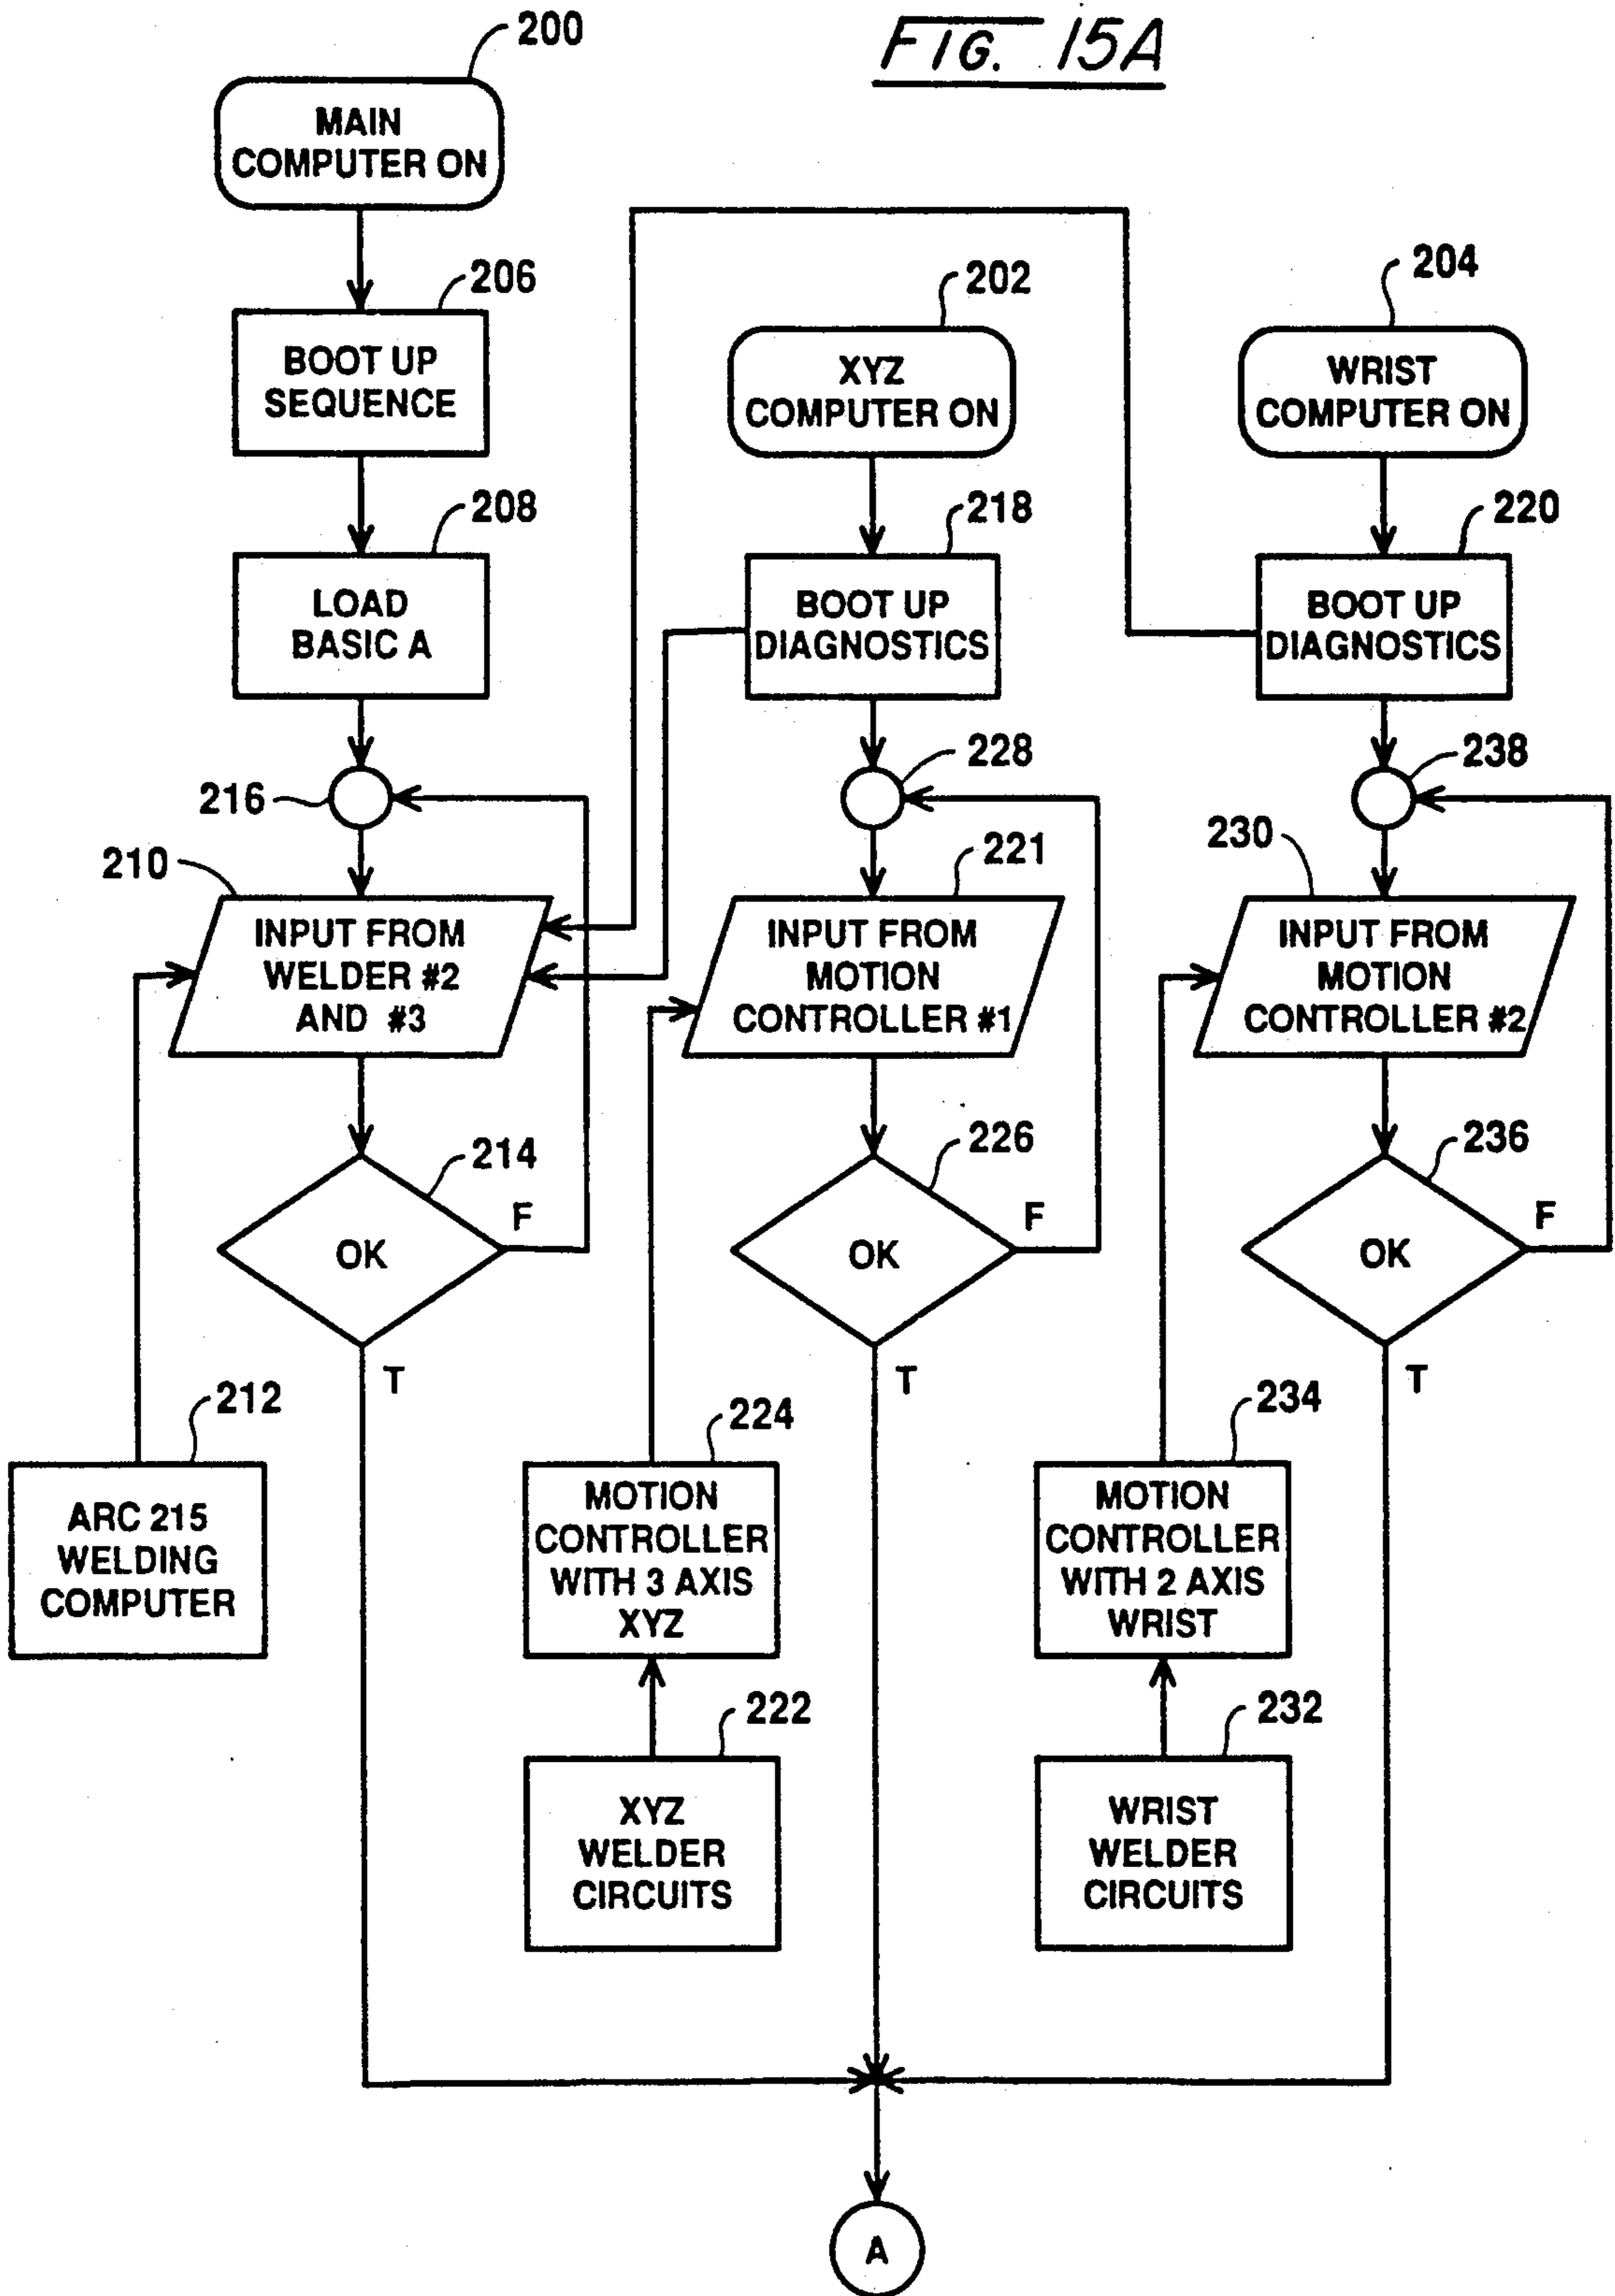 FIG. 15A
200
MAIN
COMPUTER ON
206
BOOT UP
SEQUENCE
208
LOAD
BASIC A
216
210
INPUT FROM
WELDER #2
AND #3
214
OK
F
T
212
ARC 215
WELDING
COMPUTER
202
XYZ
COMPUTER ON
218
BOOT UP
DIAGNOSTICS
228
221
INPUT FROM
MOTION
CONTROLLER #1
226
OK
F
T
224
MOTION
CONTROLLER
WITH 3 AXIS
XYZ
222
XYZ
WELDER
CIRCUITS
204
WRIST
COMPUTER ON
220
BOOT UP
DIAGNOSTICS
238
230
INPUT FROM
MOTION
CONTROLLER #2
236
OK
F
T
234
MOTION
CONTROLLER
WITH 2 AXIS
WRIST
232
WRIST
WELDER
CIRCUITS
A